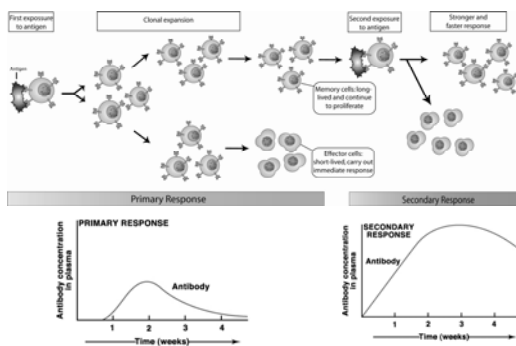 First exposure
to antigen
Clonal expansion
Second exposure
to antigen
Stronger and
faster response
Antigen
Memory cells: long-
lived and continue
to proliferate
Effector cells:
short-lived, carry out
immediate response
Primary Response
Secondary Response
PRIMARY RESPONSE
Antibody concentration
in plasma
Antibody
1 2 3 4
Time (weeks)
SECONDARY
RESPONSE
Antibody concentration
in plasma
Antibody
1 2 3 4
Time (weeks)